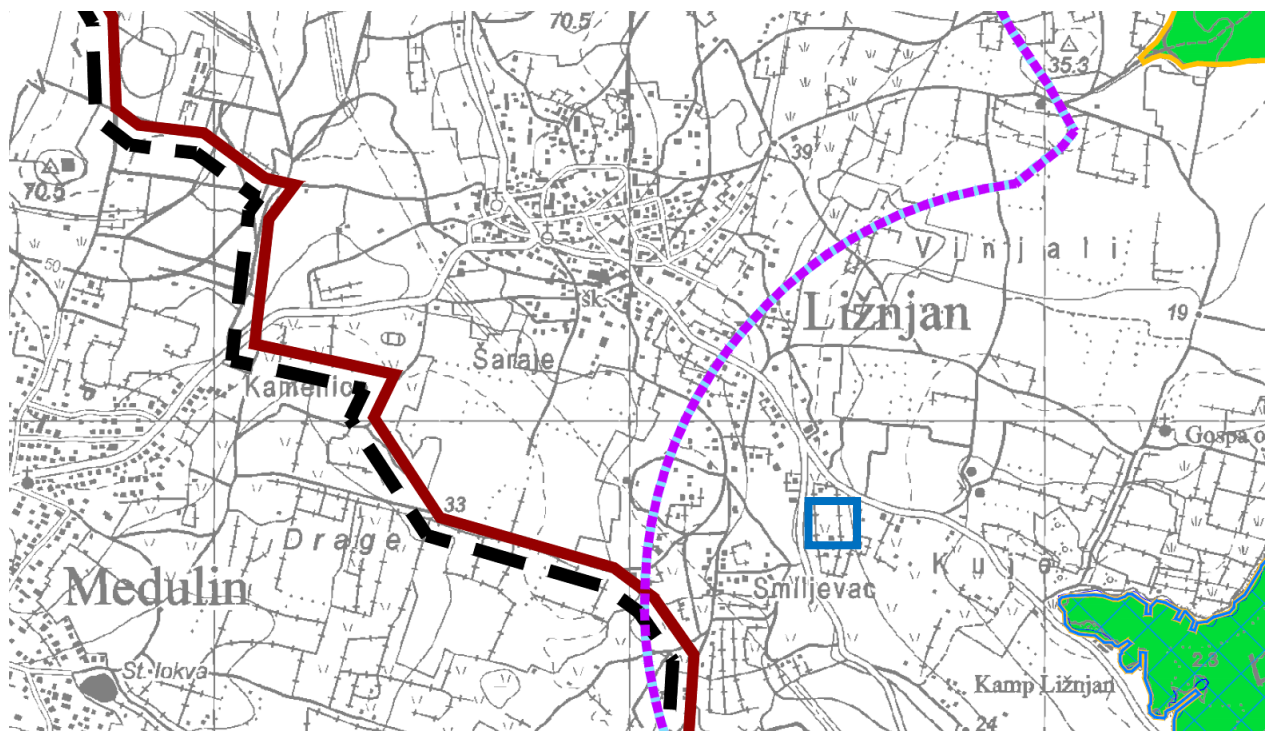 70.5
35.3
70.5
39
Vinjali
50
Ližnjan
19
šk.
Šaraje
Kamenice
Gospa o
33
Drage
Kuje
Medulin
Smiljevac
St. lokva
2.3
Kamp Ližnjan
24